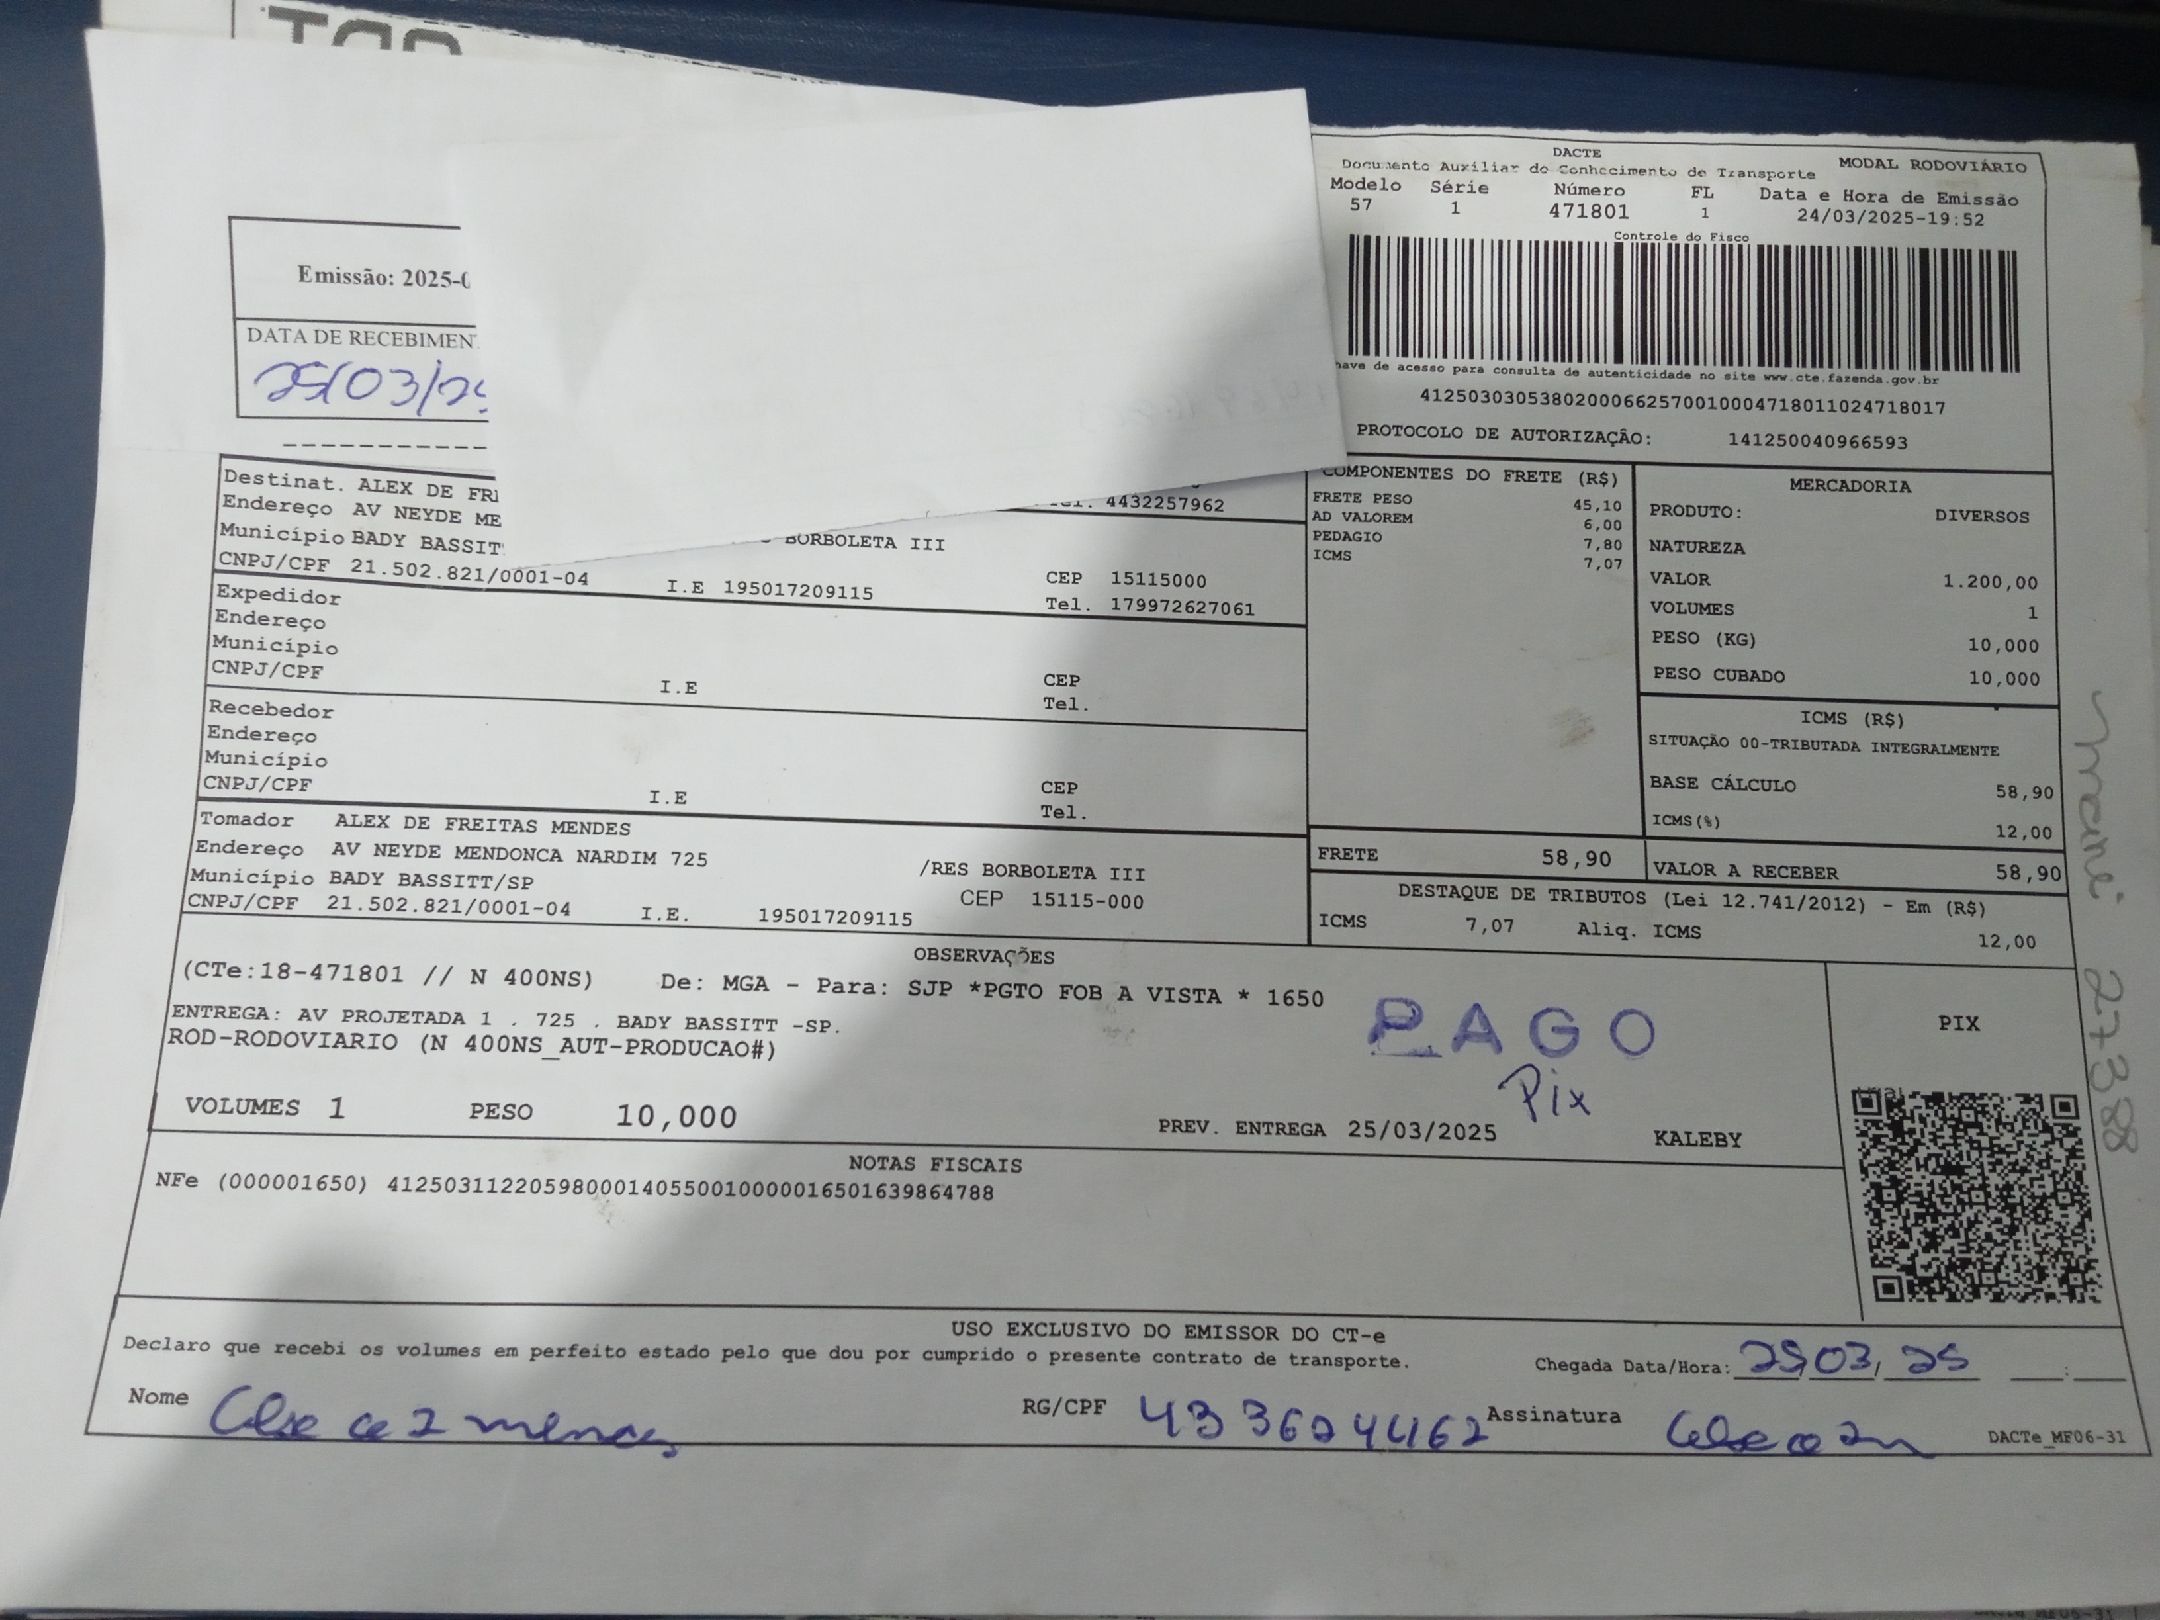 DACTE
MODAL RODOVIÁRIO
Documento Auxiliar do Conhecimento de Transporte
Modelo Série Número FL Data e Hora de Emissão
57 1 471801 1 24/03/2025-19:52
Controle do Fisco
have de acesso para consulta de autenticidade no site www.cte.fazenda.gov.br
41250303053802000662570010004718011024718017
PROTOCOLO DE AUTORIZAÇÃO: 141250040966593
Emissão: 2025-0
DATA DE RECEBIMEN
25/03/25
Destinat. ALEX DE FRI
Endereço AV NEYDE ME
Município BADY BASSIT
CNPJ/CPF 21.502.821/0001-04 I.E 195017209115
4432257962
BORBOLETA III
CEP 15115000
Tel. 179972627061
Expedidor
Endereço
Município
CNPJ/CPF I.E CEP
Tel.
Recebedor
Endereço
Município
CNPJ/CPF I.E CEP
Tel.
Tomador ALEX DE FREITAS MENDES
Endereço AV NEYDE MENDONCA NARDIM 725 /RES BORBOLETA III
Município BADY BASSITT/SP CEP 15115-000
CNPJ/CPF 21.502.821/0001-04 I.E. 195017209115
COMPONENTES DO FRETE (R$)
FRETE PESO 45,10
AD VALOREM 6,00
PEDAGIO 7,80
ICMS 7,07
MERCADORIA
PRODUTO: DIVERSOS
NATUREZA
VALOR 1.200,00
VOLUMES 1
PESO (KG) 10,000
PESO CUBADO 10,000
ICMS (R$)
SITUAÇÃO 00-TRIBUTADA INTEGRALMENTE
BASE CÁLCULO 58,90
ICMS(%) 12,00
FRETE 58,90 VALOR A RECEBER 58,90
DESTAQUE DE TRIBUTOS (Lei 12.741/2012) - Em (R$)
ICMS 7,07 Aliq. ICMS 12,00
OBSERVAÇÕES
(CTe:18-471801 // N 400NS) De: MGA - Para: SJP *PGTO FOB A VISTA * 1650
ENTREGA: AV PROJETADA 1 . 725 . BADY BASSITT -SP.
ROD-RODOVIARIO (N 400NS_AUT-PRODUCAO#)
PAGO
Pix
PIX
VOLUMES 1 PESO 10,000 PREV. ENTREGA 25/03/2025 KALEBY
NOTAS FISCAIS
NFe (000001650) 41250311220598000140550010000016501639864788
USO EXCLUSIVO DO EMISSOR DO CT-e
Declaro que recebi os volumes em perfeito estado pelo que dou por cumprido o presente contrato de transporte.
Chegada Data/Hora: 25/03/25 :
Nome RG/CPF 4336244162 Assinatura
DACTe_MF06-31
27388